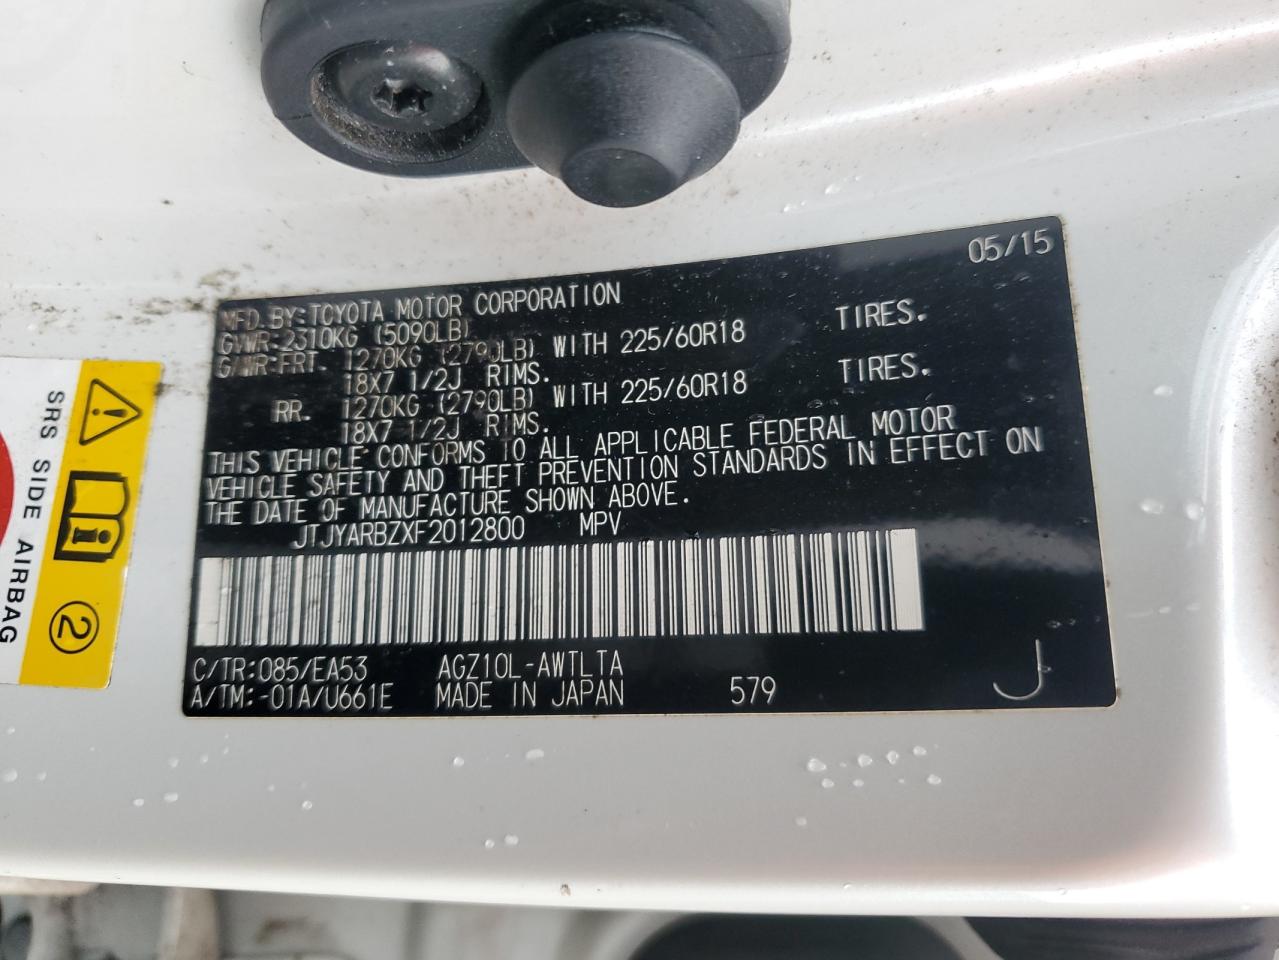 05/15
MFD.BY:TOYOTA MOTOR CORPORATION
GVWR:2310KG (5090LB)
GAWR:FRT. 1270KG (2790LB) WITH 225/60R18 TIRES.
18X7 1/2J RIMS.
RR. 1270KG (2790LB) WITH 225/60R18 TIRES.
18X7 1/2J RIMS.
THIS VEHICLE CONFORMS TO ALL APPLICABLE FEDERAL MOTOR
VEHICLE SAFETY AND THEFT PREVENTION STANDARDS IN EFFECT ON
THE DATE OF MANUFACTURE SHOWN ABOVE.
JTJYARBZXF2012800 MPV
C/TR:085/EA53 AGZ10L-AWTLTA
A/TM:-01A/U661E MADE IN JAPAN 579
J
SRS SIDE AIRBAG
2